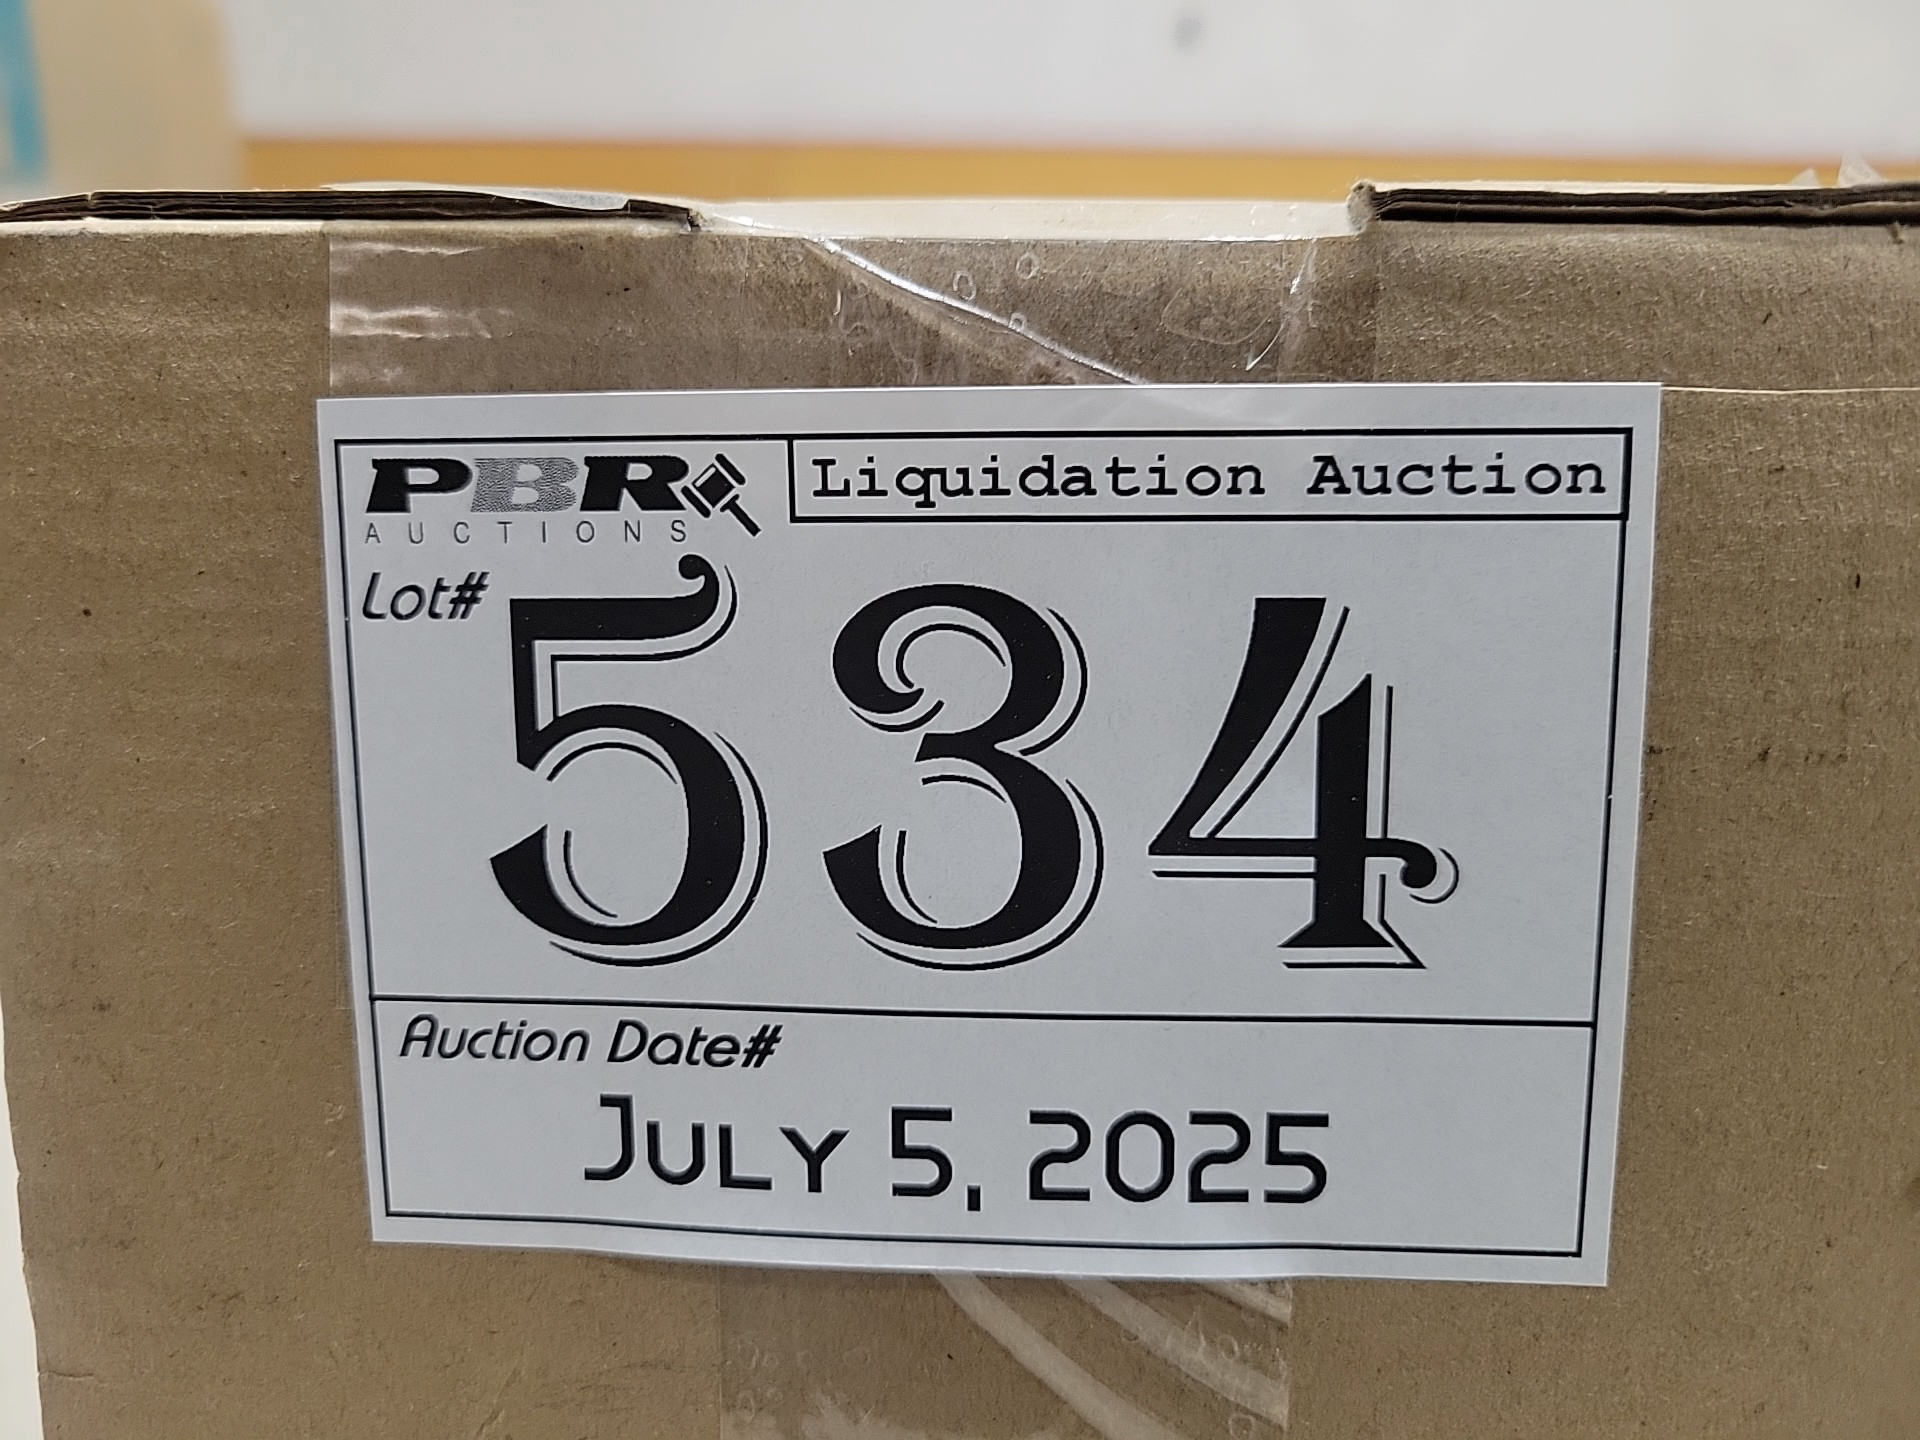 PBR
AUCTIONS
Liquidation Auction
Lot#
534
Auction Date#
July 5, 2025